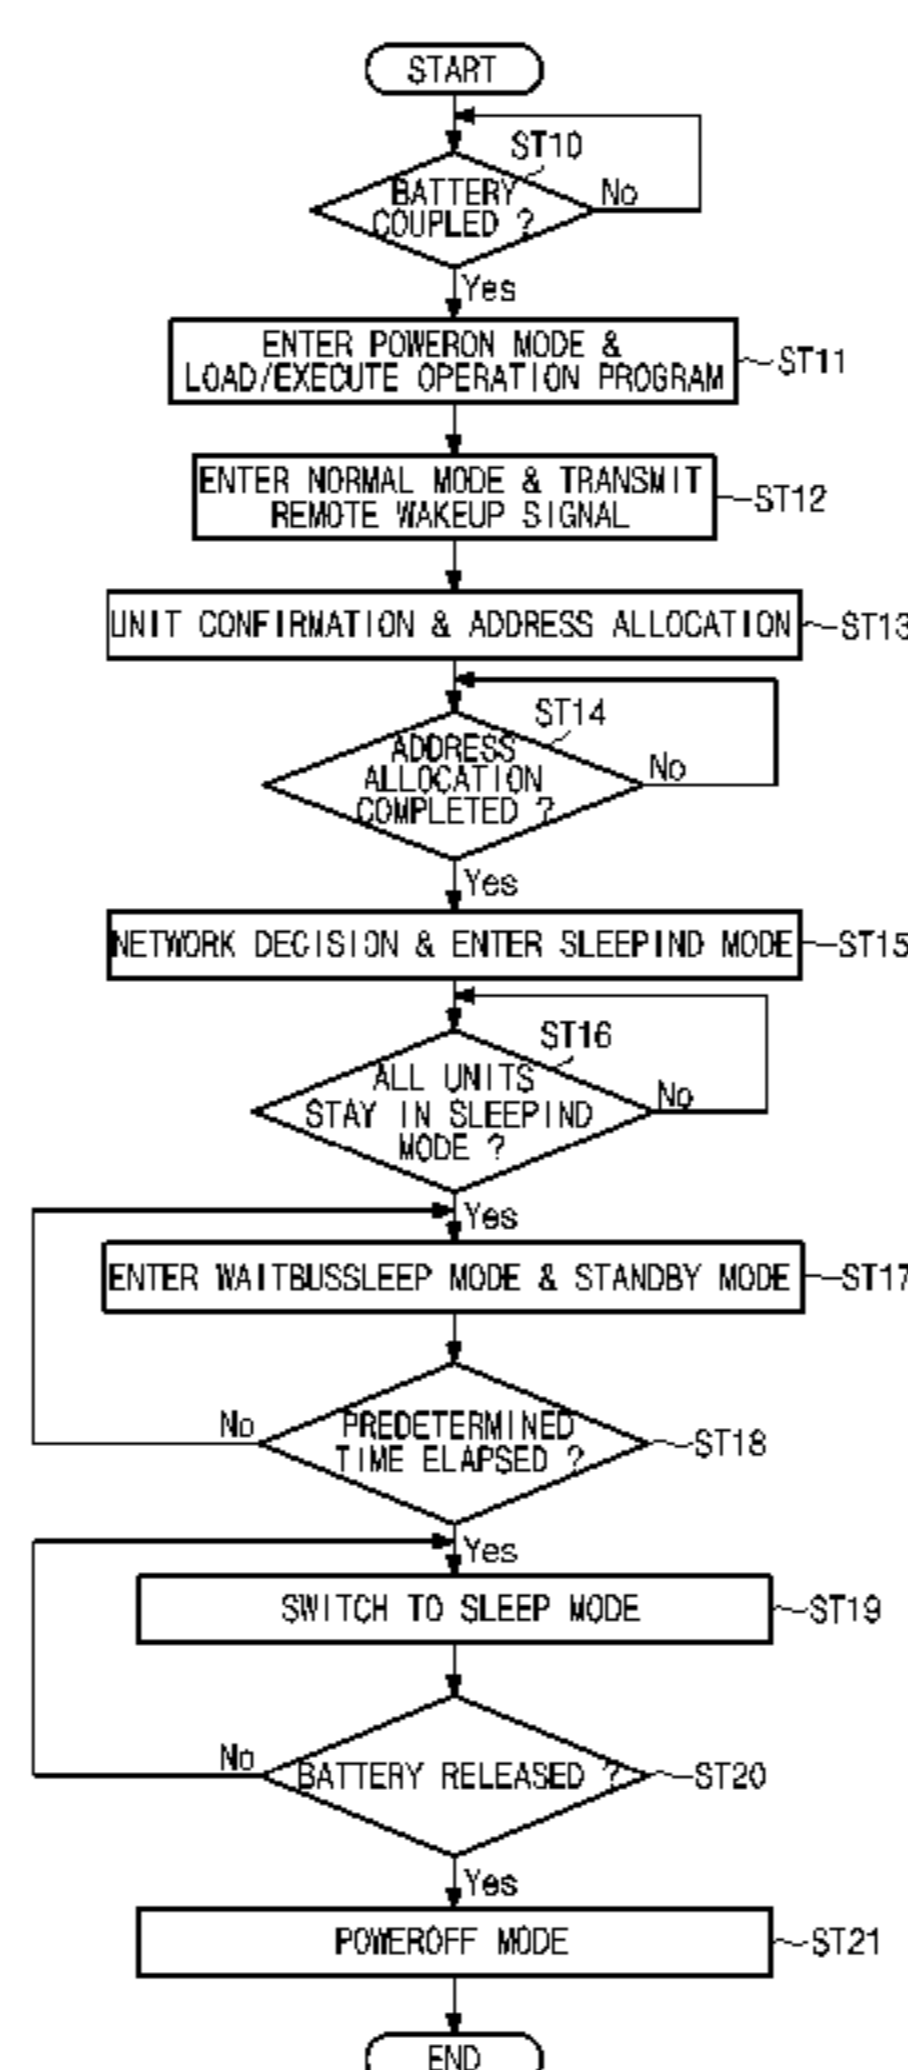 START
ST10
BATTERY
COUPLED ?
No
Yes
ENTER POWERON MODE &
LOAD/EXECUTE OPERATION PROGRAM
ST11
ENTER NORMAL MODE & TRANSMIT
REMOTE WAKEUP SIGNAL
ST12
UNIT CONFIRMATION & ADDRESS ALLOCATION
ST13
ST14
ADDRESS
ALLOCATION
COMPLETED ?
No
Yes
NETWORK DECISION & ENTER SLEEPIND MODE
ST15
ST16
ALL UNITS
STAY IN SLEEPIND
MODE ?
No
Yes
ENTER WAITBUSSLEEP MODE & STANDBY MODE
ST17
No
PREDETERMINED
TIME ELAPSED ?
ST18
Yes
SWITCH TO SLEEP MODE
ST19
No
BATTERY RELEASED ?
ST20
Yes
POWEROFF MODE
ST21
END